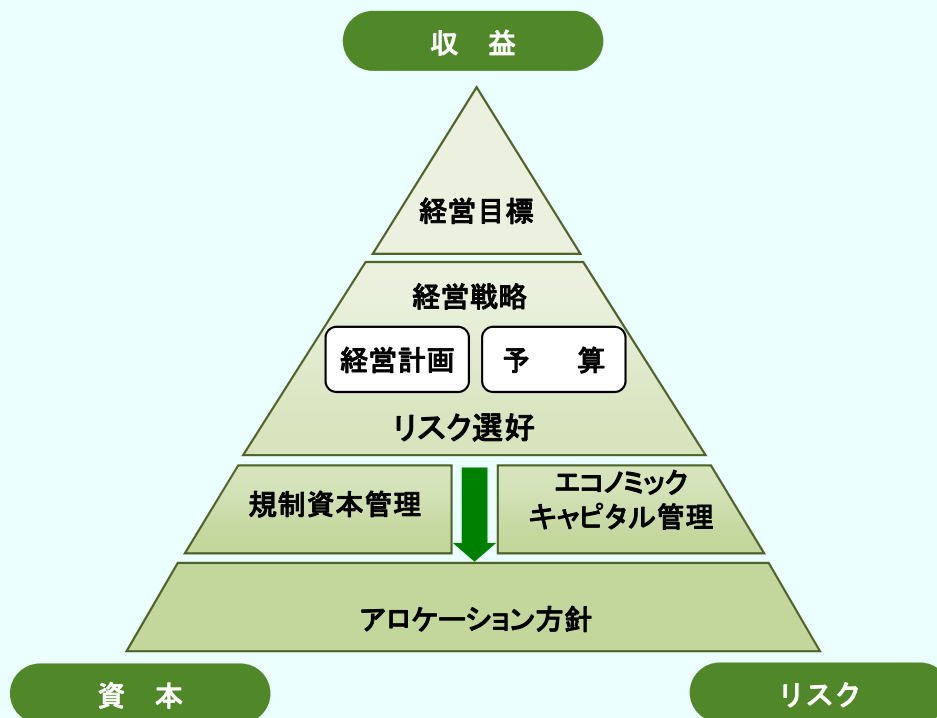 収　益
経営目標
経営戦略
経営計画
予　算
リスク選好
規制資本管理
エコノミック
キャピタル管理
アロケーション方針
資　本
リスク